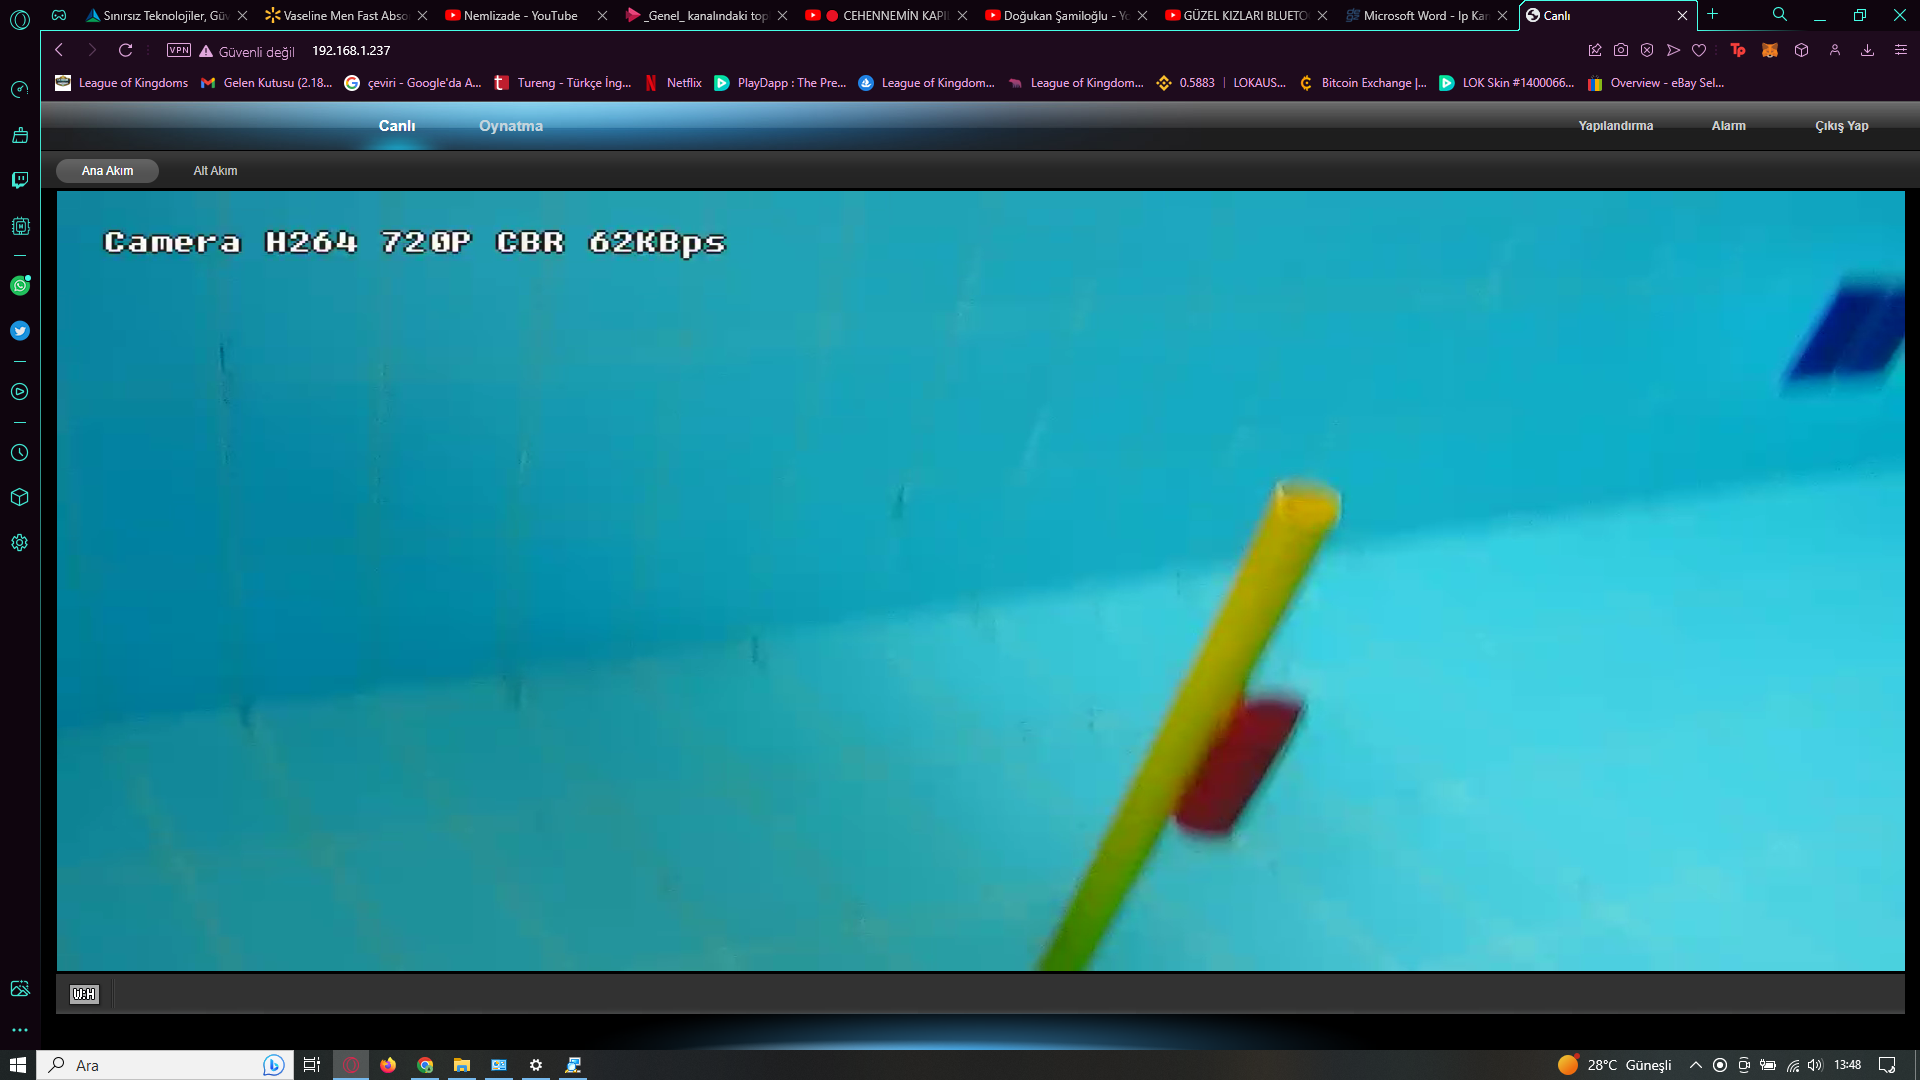 Sınırsız Teknolojiler, Gü
Vaseline Men Fast Abso
Nemlizade - YouTube
_Genel_ kanalındaki top
CEHENNEMİN KAPI
Doğukan Şamiloğlu - Yo
GÜZEL KIZLARI BLUETO
Microsoft Word - Ip Kam
Canlı
VPN
Güvenli değil
192.168.1.237
Tp
League of Kingdoms
Gelen Kutusu (2.18...
çeviri - Google'da A...
Tureng - Türkçe İng...
Netflix
PlayDapp : The Pre...
League of Kingdom...
League of Kingdom...
0.5883 | LOKAUS...
Bitcoin Exchange |...
LOK Skin #1400066...
Overview - eBay Sel...
Canlı
Oynatma
Yapılandırma
Alarm
Çıkış Yap
Ana Akım
Alt Akım
Camera H264 720P CBR 62KBps
W:H
Ara
28°C Güneşli
13:48